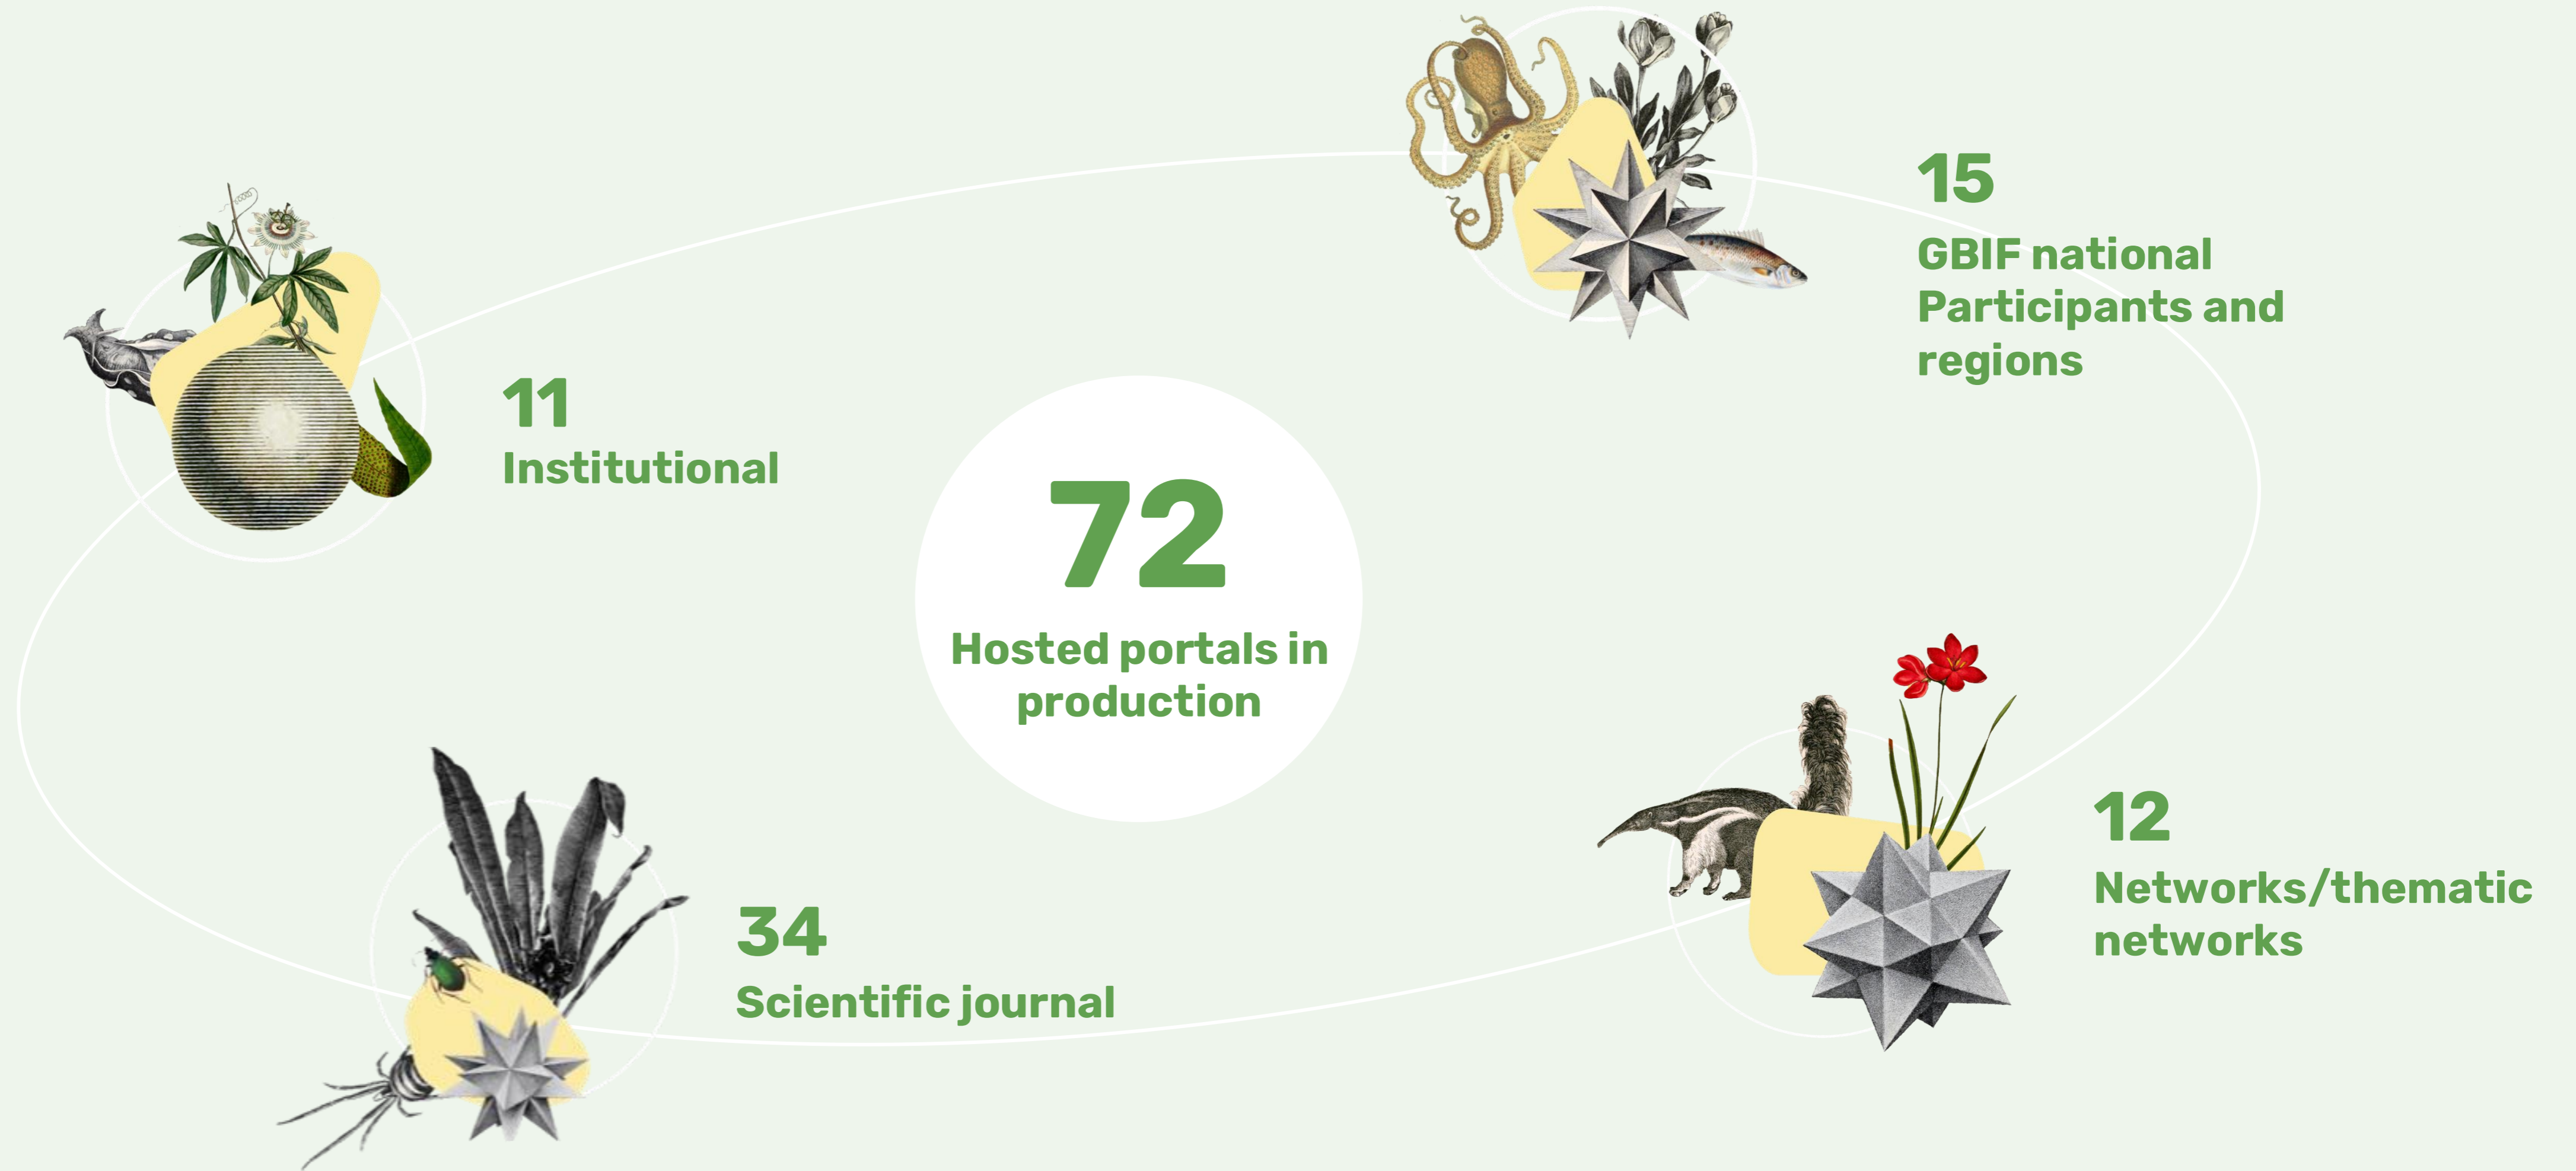 15
GBIF national
Participants and
regions
11
Institutional
72
Hosted portals in
production
12
Networks/thematic
networks
34
Scientific journal